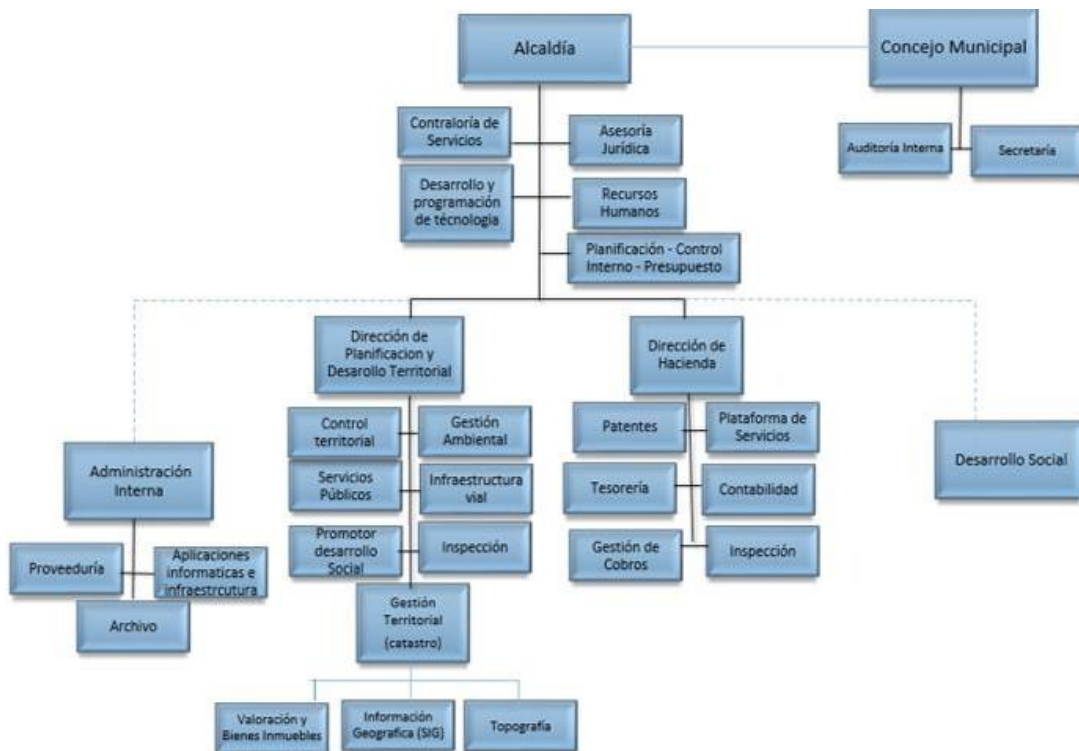 Alcaldía
Concejo Municipal
Contraloría de
Servicios
Asesoría
Jurídica
Auditoría Interna
Secretaría
Desarrollo y
programación
de técnologia
Recursos
Humanos
Planificación - Control
Interno - Presupuesto
Dirección de
Planificacion y
Desarollo Territorial
Dirección de
Hacienda
Control
territorial
Gestión
Ambiental
Patentes
Plataforma de
Servicios
Administración
Interna
Servicios
Públicos
Infraestructura
vial
Tesorería
Contabilidad
Desarrollo Social
Proveeduría
Aplicaciones
informaticas e
infraestrcutura
Promotor
desarrollo
Social
Inspección
Gestión de
Cobros
Inspección
Archivo
Gestión
Territorial
(catastro)
Valoración y
Bienes Inmuebles
Información
Geografica (SIG)
Topografía